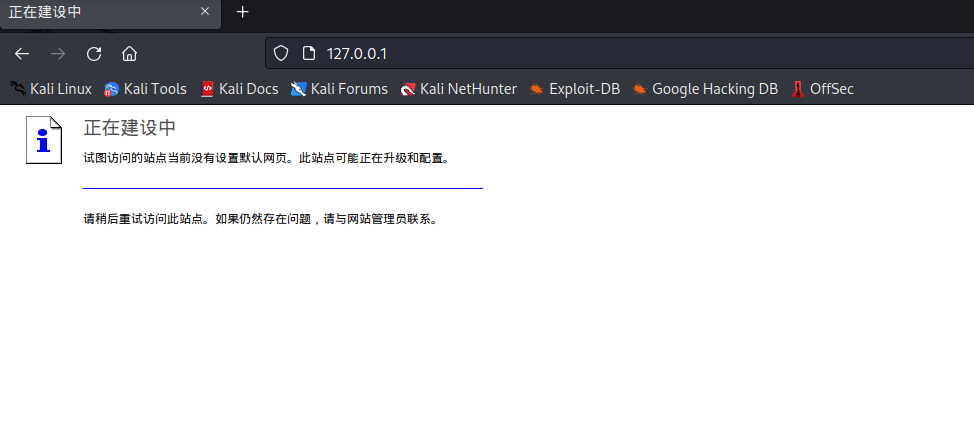 正在建设中
127.0.0.1
Kali Linux Kali Tools Kali Docs Kali Forums Kali NetHunter Exploit-DB Google Hacking DB OffSec
正在建设中
试图访问的站点当前没有设置默认网页。此站点可能正在升级和配置。
请稍后重试访问此站点。如果仍然存在问题，请与网站管理员联系。